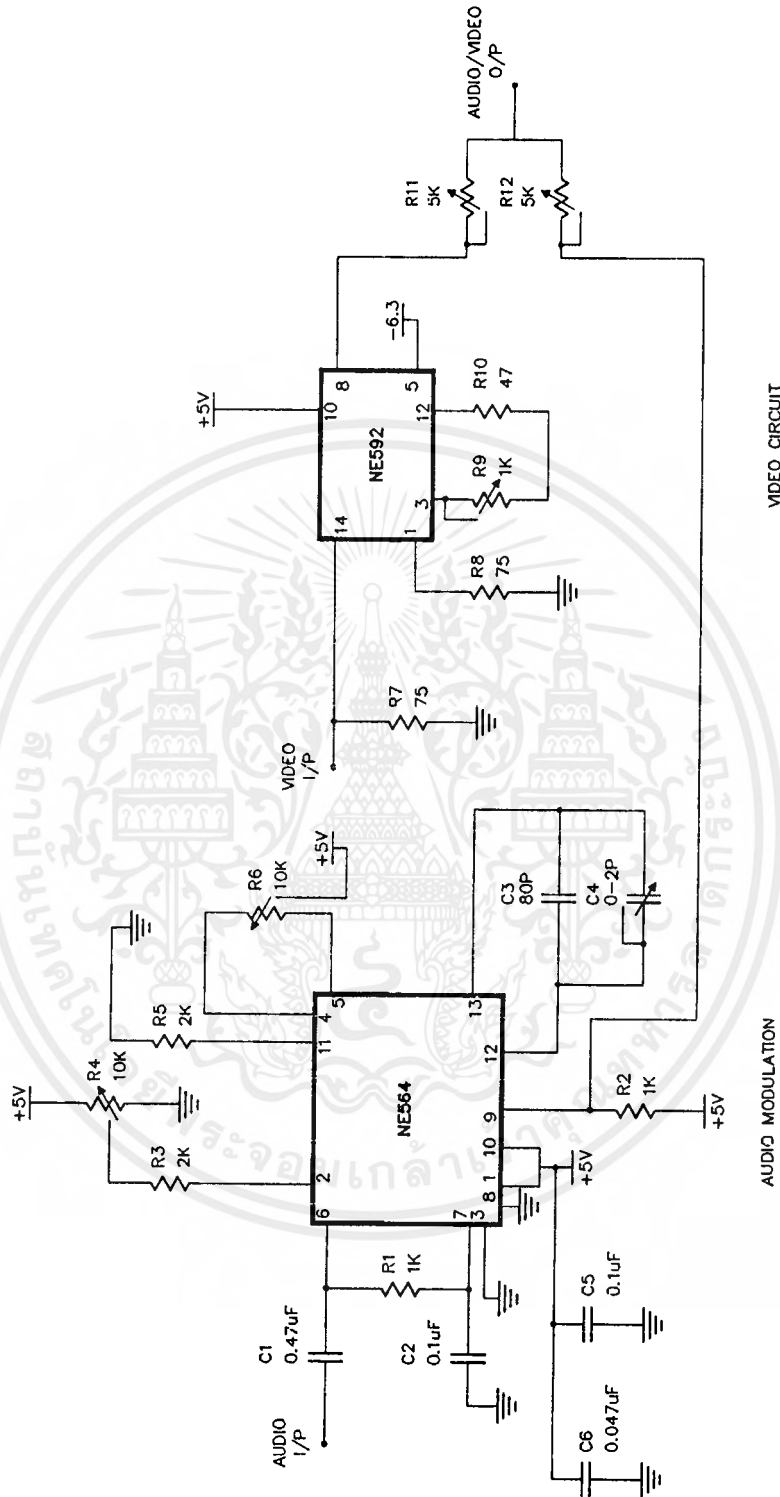 AUDIO
I/P
C1
0.47uF
C2
0.1uF
R1
1K
+5V
R4
10K
R3
2K
R5
2K
R6
10K
+5V
6
2
11
4
5
7
3
8
1
10
9
12
13
NE564
C6
0.047uF
C5
0.1uF
+5V
R2
1K
+5V
C3
80P
C4
0-2P
AUDIO MODULATION
VIDEO
I/P
R7
75
+5V
14
10
8
1
3
12
5
NE592
-6.3
R8
75
R9
1K
R10
47
R11
5K
R12
5K
AUDIO/VIDEO
O/P
VIDEO CIRCUIT